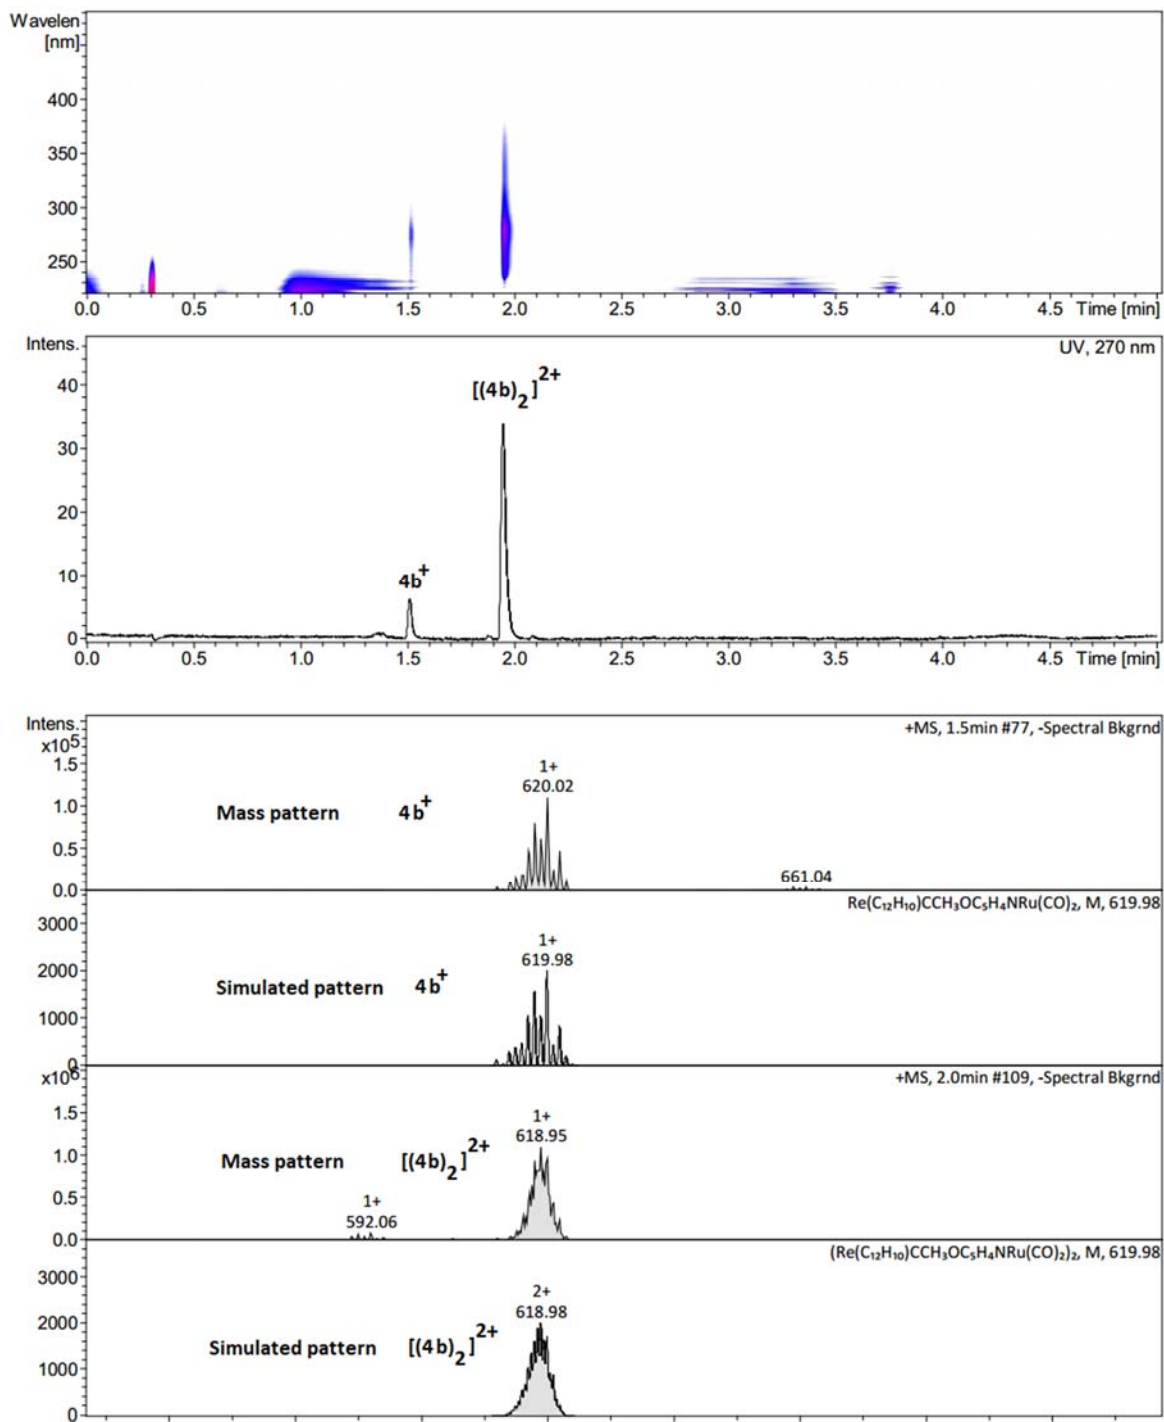 Wavelen
[nm]
400
350
300
250
0.0 0.5 1.0 1.5 2.0 2.5 3.0 3.5 4.0 4.5 Time [min]
Intens.
UV, 270 nm
[(4b)₂]²⁺
40
30
20
10
4b⁺
0
0.0 0.5 1.0 1.5 2.0 2.5 3.0 3.5 4.0 4.5 Time [min]
Intens.
x10⁵
+MS, 1.5min #77, -Spectral Bkgrnd
1.5
1+
620.02
Mass pattern 4b⁺
1.0
0.5
661.04
0.0
Re(C₁₂H₁₀)CCH₃OC₅H₄NRu(CO)₂, M, 619.98
3000
1+
619.98
2000
Simulated pattern 4b⁺
1000
0
x10⁶
+MS, 2.0min #109, -Spectral Bkgrnd
1.5
1+
618.95
Mass pattern [(4b)₂]²⁺
1.0
0.5
1+
592.06
0.0
(Re(C₁₂H₁₀)CCH₃OC₅H₄NRu(CO)₂)₂, M, 619.98
3000
2+
618.98
2000
Simulated pattern [(4b)₂]²⁺
1000
0